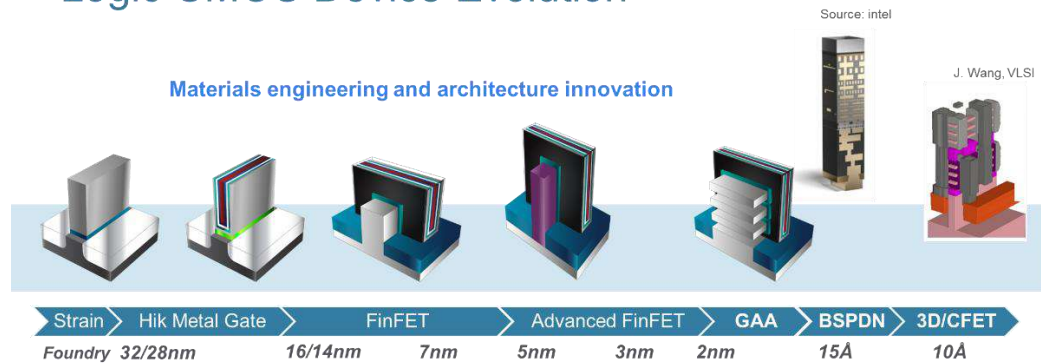 Source: intel
J. Wang, VLSI
Materials engineering and architecture innovation
Strain Hik Metal Gate FinFET Advanced FinFET GAA BSPDN 3D/CFET
Foundry 32/28nm 16/14nm 7nm 5nm 3nm 2nm 15Å 10Å